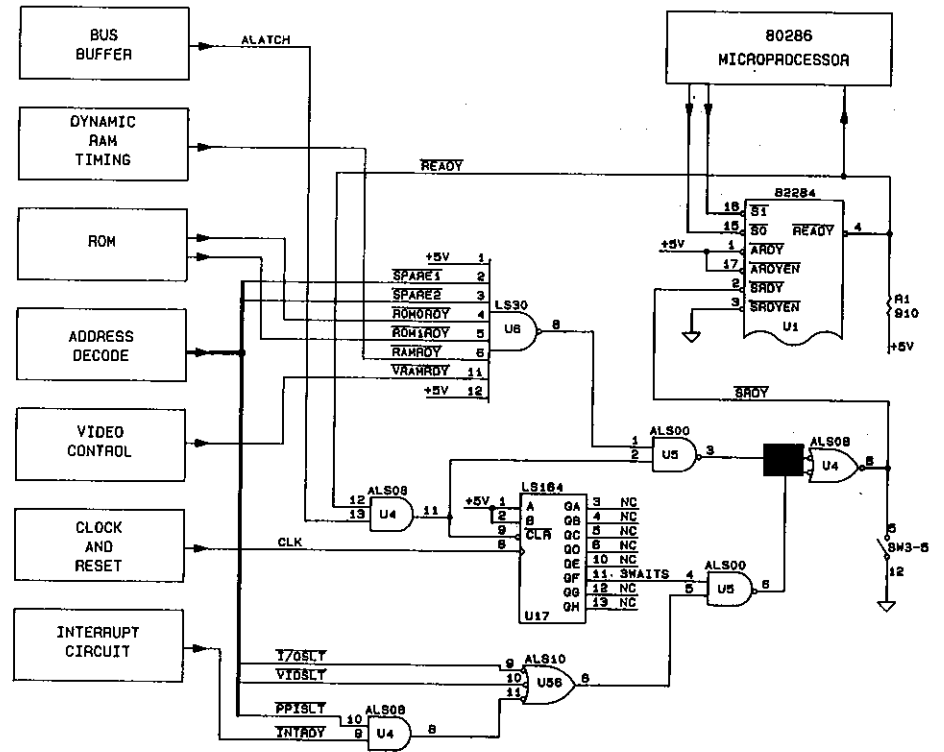 BUS
BUFFER
ALATCH
80286
MICROPROCESSOR
DYNAMIC
RAM
TIMING
READY
82284
16 S1
15 S0 READY 4
+5V 1 ARDY
17 ARDYEN
2 SRDY
3 SRDYEN
U1
R1
910
+5V
ROM
+5V 1
SPARE1 2
SPARE2 3
LS30
ROM0RDY 4
U6 8
ROM1RDY 5
RAMRDY 6
VRAMRDY 11
+5V 12
ADDRESS
DECODE
SRDY
VIDEO
CONTROL
ALS00
1
2
U5 3
ALS08
U4 6
ALS08
12
13
U4 11
LS164
+5V 1 A QA 3 NC
2 B QB 4 NC
9 CLR QC 5 NC
8 QD 6 NC
QE 10 NC
QF 11 3WAITS
QG 12 NC
QH 13 NC
U17
CLOCK
AND
RESET
CLK
ALS00
4
5
U5 6
5
SW3-5
12
INTERRUPT
CIRCUIT
I/OSLT 9
ALS10
VIDSLT 10
U56 6
11
PPISLT 10
ALS08
INTRDY 9
U4 8